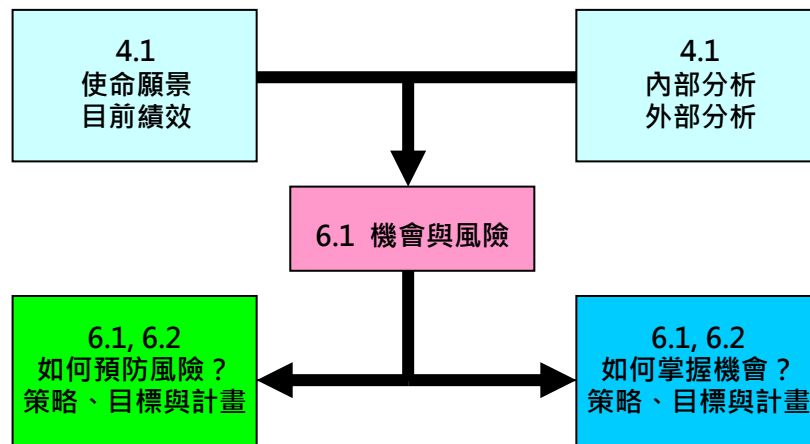 4.1
使命願景
目前績效
4.1
內部分析
外部分析
6.1 機會與風險
6.1, 6.2
如何預防風險？
策略、目標與計畫
6.1, 6.2
如何掌握機會？
策略、目標與計畫